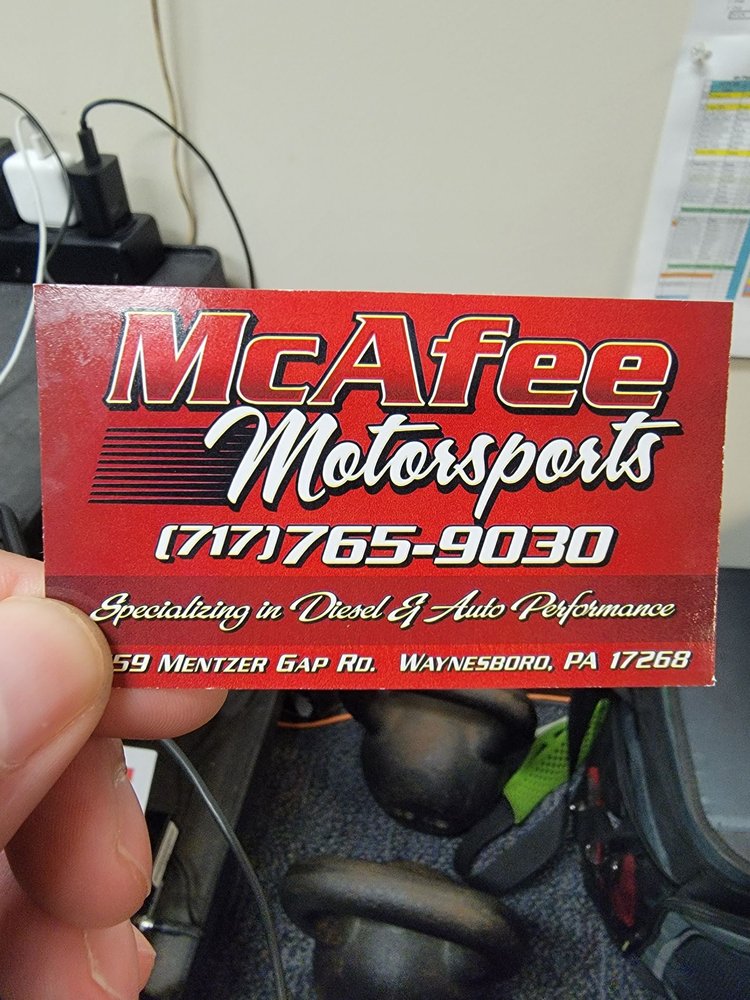 McAfee
Motorsports
(717)765-9030
Specializing in Diesel & Auto Performance
59 Mentzer Gap Rd. Waynesboro, PA 17268